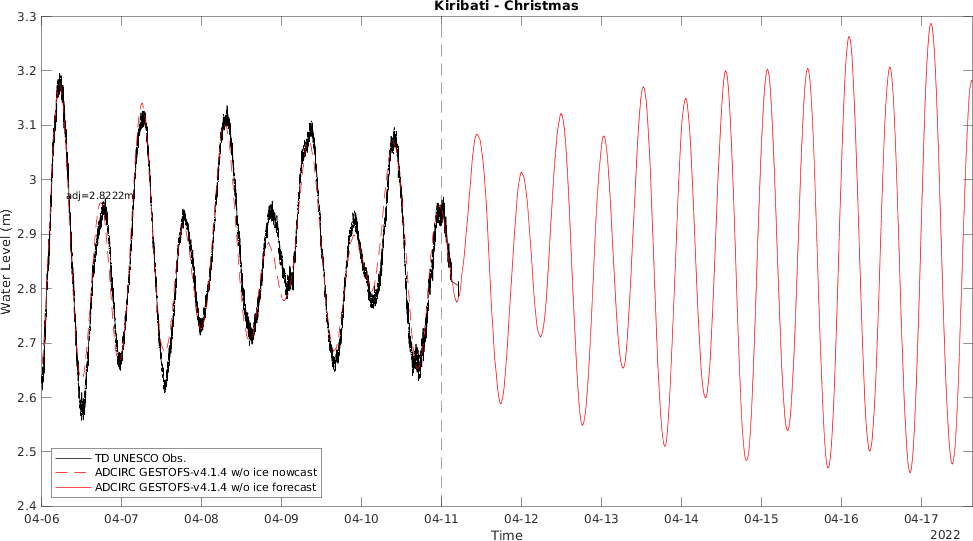 Kiribati - Christmas
3.3
3.2
3.1
3
2.9
2.8
2.7
2.6
2.5
2.4
Water Level (m)
adj=2.8222m
TD UNESCO Obs.
ADCIRC GESTOFS-v4.1.4 w/o ice nowcast
ADCIRC GESTOFS-v4.1.4 w/o ice forecast
04-06 04-07 04-08 04-09 04-10 04-11 04-12 04-13 04-14 04-15 04-16 04-17
Time
2022